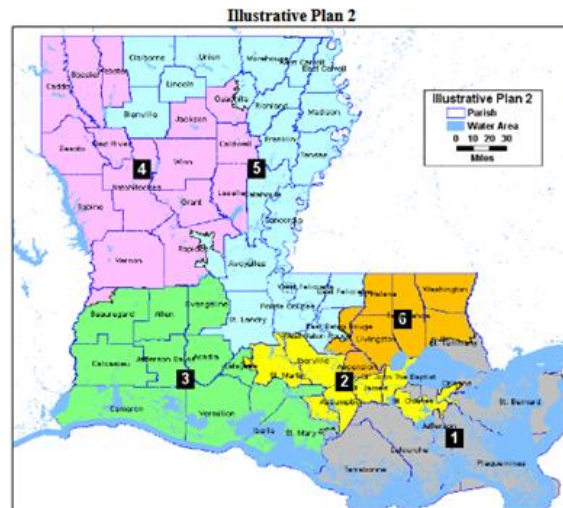 Illustrative Plan 2
Claiborne
Union
Morehouse
West Carroll
East Carroll
Bossier
Webster
Caddo
Lincoln
Ouachita
Richland
Madison
Bienville
Jackson
Illustrative Plan 2
Parish
Water Area
0 10 20 30
Miles
Franklin
Caldwell
Tensas
Desoto
Red River
Winn
4
5
Natchitoches
Lasalle
Catahoula
Sabine
Grant
Concordia
Vernon
Rapides
Avoyelles
West Feliciana
East Feliciana
St. Helena
Washington
Beauregard
Allen
Evangeline
St. Landry
Pointe Coupee
East Baton Rouge
Livingston
6
Calcasieu
Jefferson Davis
Acadia
Lafayette
Iberville
Ascension
St. Martin
2
St. John The Baptist
St. James
Orleans
3
Assumption
St. Charles
St. Bernard
Cameron
Vermilion
Iberia
St. Mary
Jefferson
1
Lafourche
Plaquemines
Terrebonne